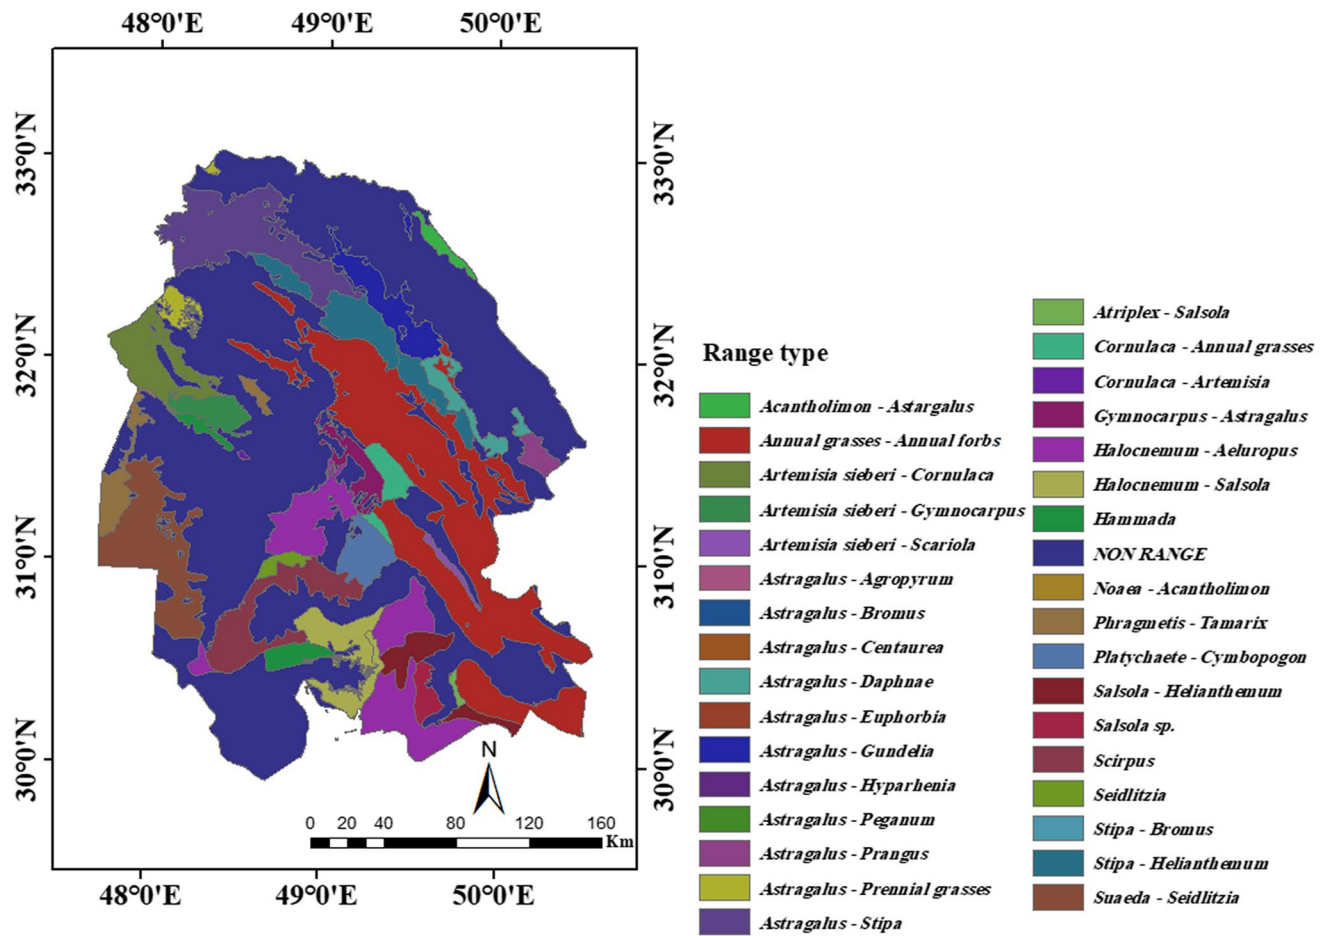 48°0'E 49°0'E 50°0'E
33°0'N
32°0'N
31°0'N
30°0'N
33°0'N
32°0'N
31°0'N
30°0'N
N
0 20 40 80 120 160
Km
48°0'E 49°0'E 50°0'E
Range type
Acantholimon - Astargalus
Annual grasses - Annual forbs
Artemisia sieberi - Cornulaca
Artemisia sieberi - Gymnocarpus
Artemisia sieberi - Scariola
Astragalus - Agropyrum
Astragalus - Bromus
Astragalus - Centaurea
Astragalus - Daphnae
Astragalus - Euphorbia
Astragalus - Gundelia
Astragalus - Hyparhenia
Astragalus - Peganum
Astragalus - Prangus
Astragalus - Prennial grasses
Astragalus - Stipa
Atriplex - Salsola
Cornulaca - Annual grasses
Cornulaca - Artemisia
Gymnocarpus - Astragalus
Halocnemum - Aeluropus
Halocnemum - Salsola
Hammada
NON RANGE
Noaea - Acantholimon
Phragmetis - Tamarix
Platychaete - Cymbopogon
Salsola - Helianthemum
Salsola sp.
Scirpus
Seidlitzia
Stipa - Bromus
Stipa - Helianthemum
Suaeda - Seidlitzia